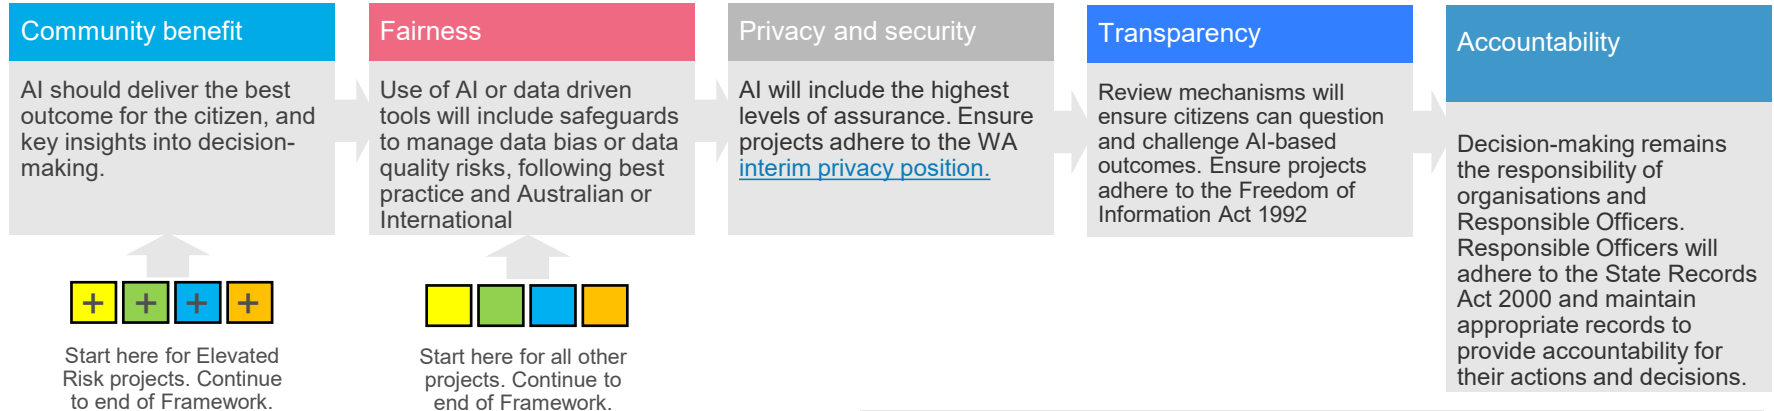 Community benefit
AI should deliver the best
outcome for the citizen, and
key insights into decision-
making.
+ + + +
Start here for Elevated
Risk projects. Continue
to end of Framework.
Fairness
Use of AI or data driven
tools will include safeguards
to manage data bias or data
quality risks, following best
practice and Australian or
International
Start here for all other
projects. Continue to
end of Framework.
Privacy and security
AI will include the highest
levels of assurance. Ensure
projects adhere to the WA
interim privacy position.
Transparency
Review mechanisms will
ensure citizens can question
and challenge AI-based
outcomes. Ensure projects
adhere to the Freedom of
Information Act 1992
Accountability
Decision-making remains
the responsibility of
organisations and
Responsible Officers.
Responsible Officers will
adhere to the State Records
Act 2000 and maintain
appropriate records to
provide accountability for
their actions and decisions.